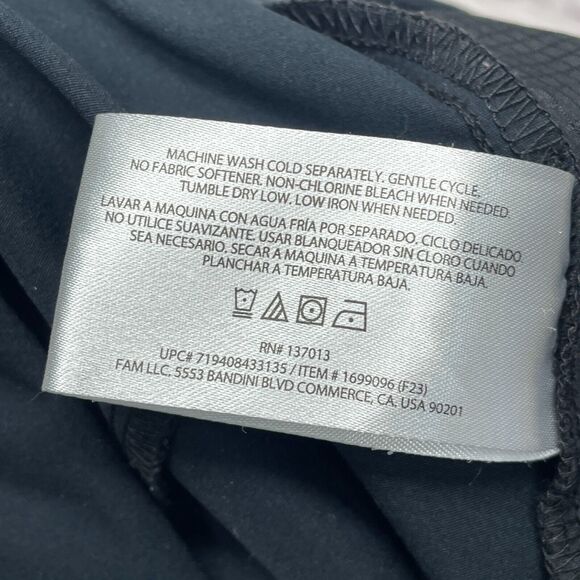 MACHINE WASH COLD SEPARATELY. GENTLE CYCLE.
NO FABRIC SOFTENER. NON-CHLORINE BLEACH WHEN NEEDED.
TUMBLE DRY LOW. LOW IRON WHEN NEEDED.
LAVAR A MAQUINA CON AGUA FRÍA POR SEPARADO. CICLO DELICADO.
NO UTILICE SUAVIZANTE. USAR BLANQUEADOR SIN CLORO CUANDO
SEA NECESARIO. SECAR A MAQUINA A TEMPERATURA BAJA.
PLANCHAR A TEMPERATURA BAJA.
RN# 137013
UPC# 719408433135 / ITEM # 1699096 (F23)
FAM LLC. 5553 BANDINI BLVD COMMERCE, CA. USA 90201